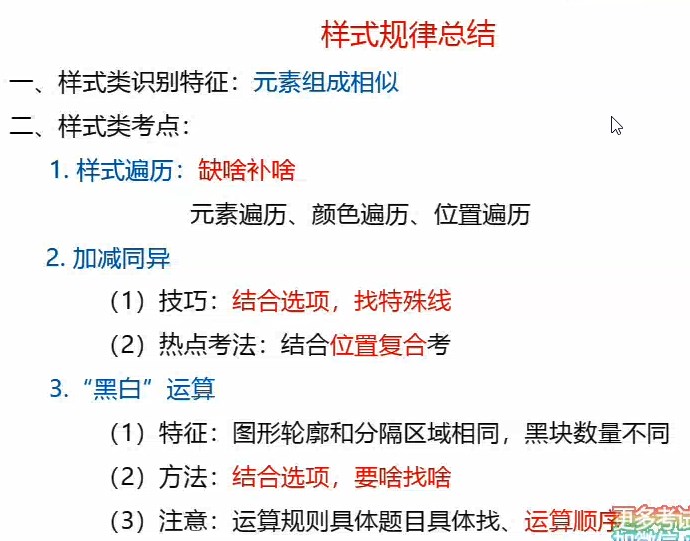 样式规律总结
一、样式类识别特征：元素组成相似
二、样式类考点：
1. 样式遍历：缺啥补啥
元素遍历、颜色遍历、位置遍历
2. 加减同异
（1）技巧：结合选项，找特殊线
（2）热点考法：结合位置复合考
3.“黑白”运算
（1）特征：图形轮廓和分隔区域相同，黑块数量不同
（2）方法：结合选项，要啥找啥
（3）注意：运算规则具体题目具体找、运算顺序
更多考试